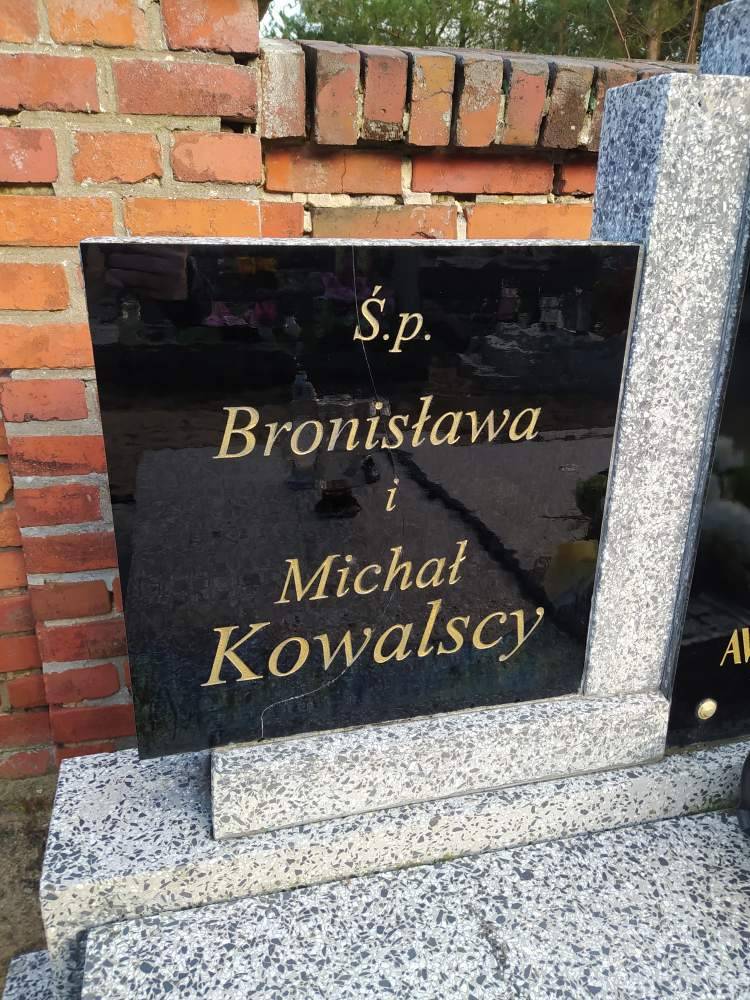 Ś.p.
Bronisława
i
Michał
Kowalscy